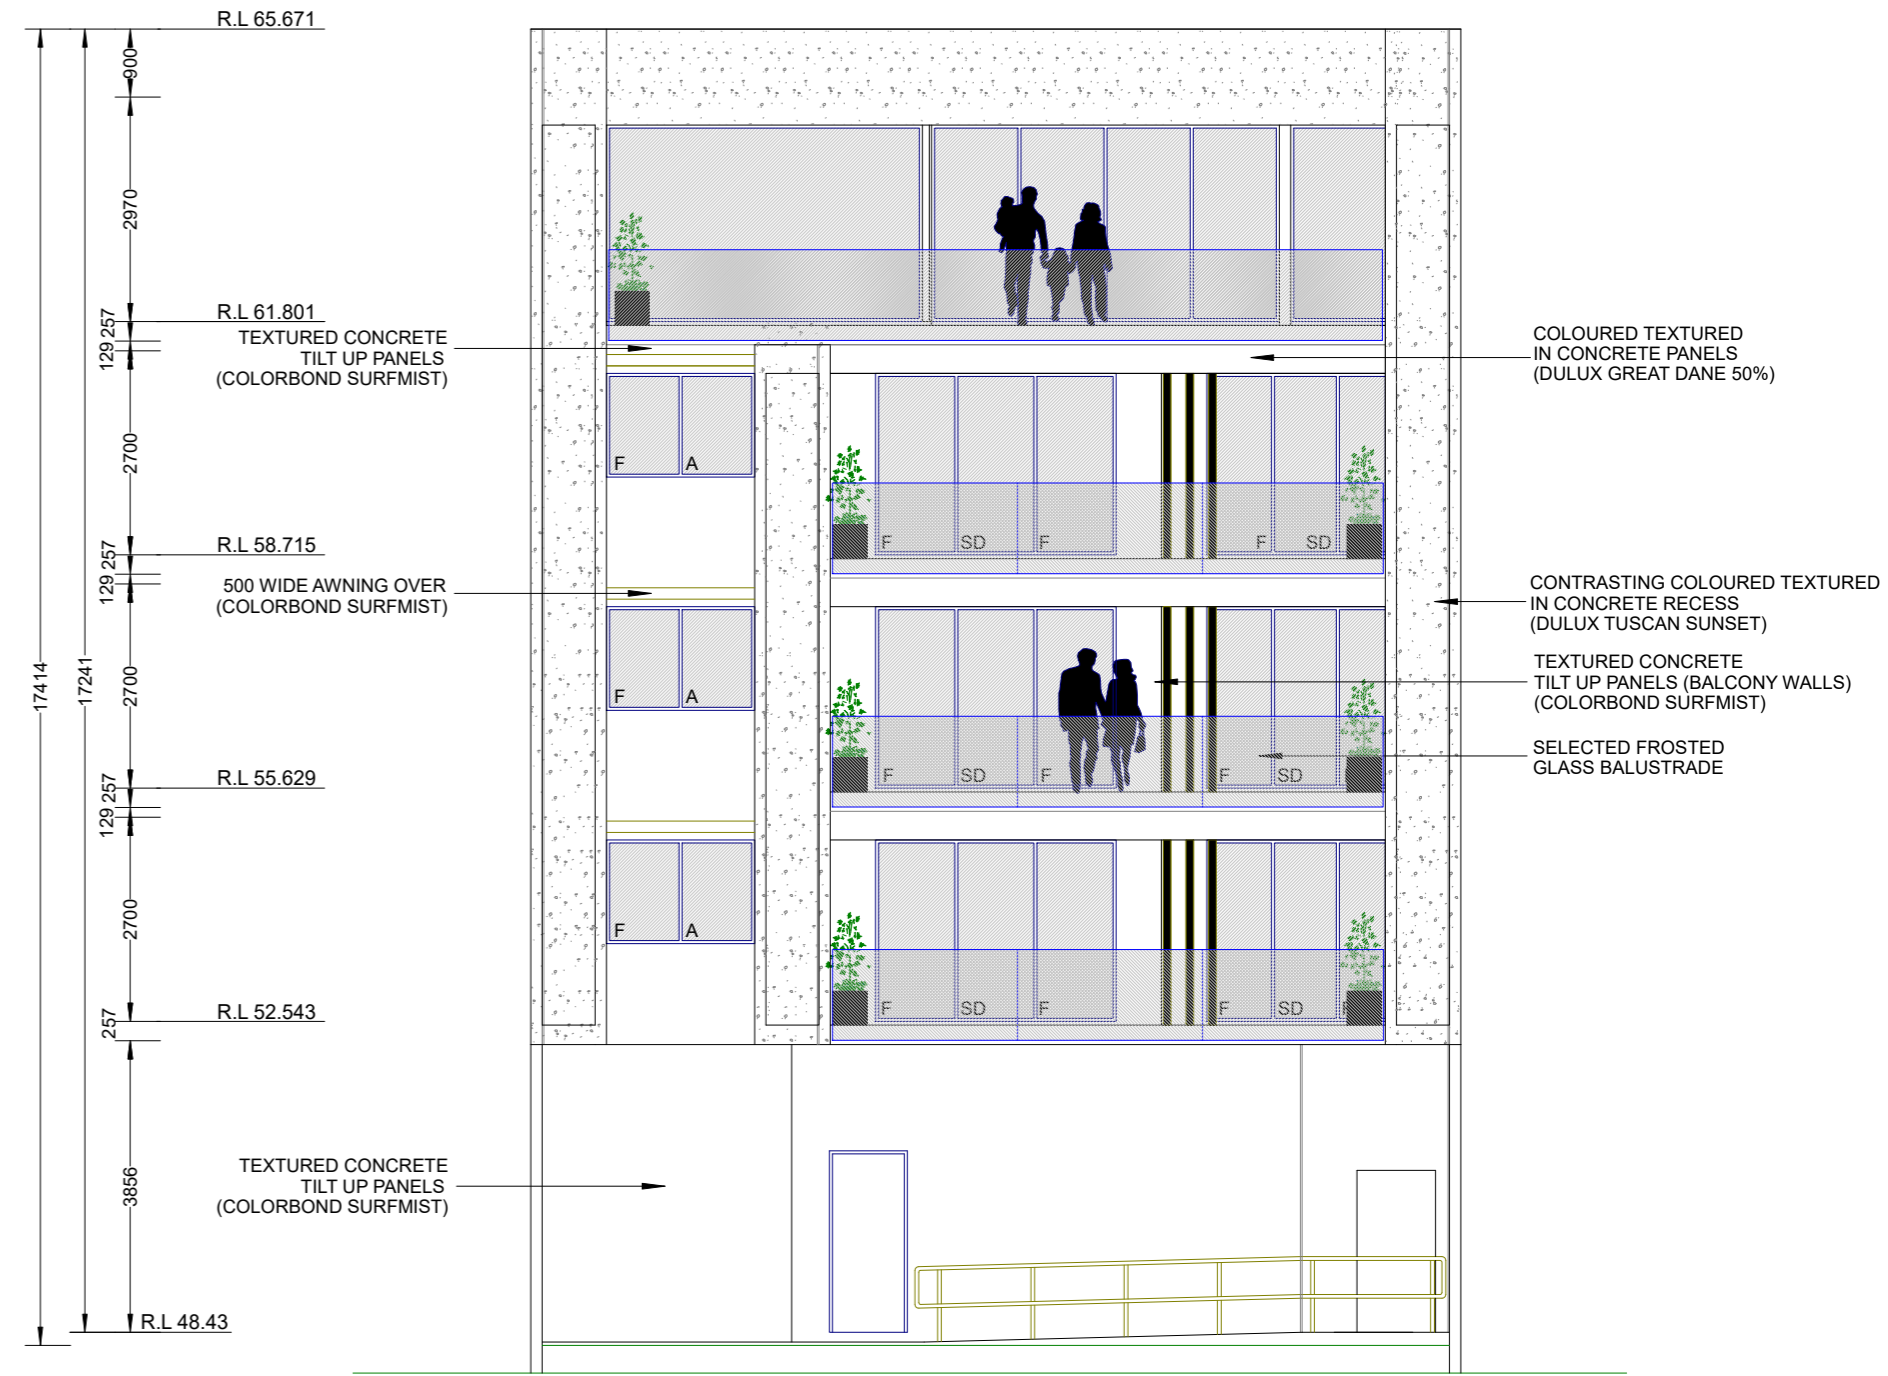 R.L 65.671
900
2970
R.L 61.801
257
129
TEXTURED CONCRETE
TILT UP PANELS
(COLORBOND SURFMIST)
COLOURED TEXTURED
IN CONCRETE PANELS
(DULUX GREAT DANE 50%)
2700
F A
F SD F F SD
R.L 58.715
257
129
500 WIDE AWNING OVER
(COLORBOND SURFMIST)
CONTRASTING COLOURED TEXTURED
IN CONCRETE RECESS
(DULUX TUSCAN SUNSET)
17414
17241
2700
F A
TEXTURED CONCRETE
TILT UP PANELS (BALCONY WALLS)
(COLORBOND SURFMIST)
SELECTED FROSTED
GLASS BALUSTRADE
F SD F F SD
R.L 55.629
257
129
2700
F A
F SD F F SD
R.L 52.543
257
3856
TEXTURED CONCRETE
TILT UP PANELS
(COLORBOND SURFMIST)
R.L 48.43